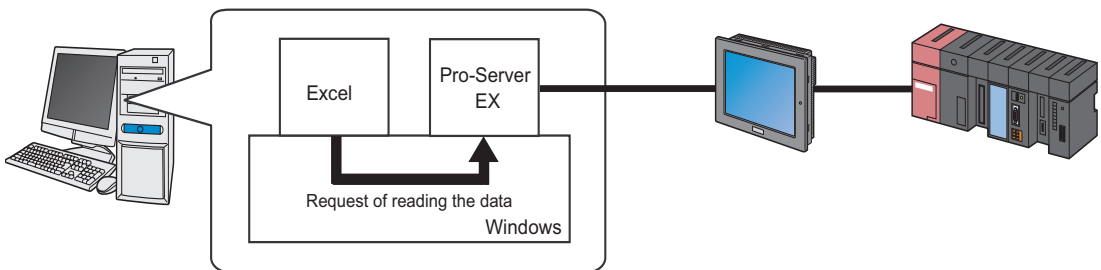 Excel
Pro-Server
EX
Request of reading the data
Windows